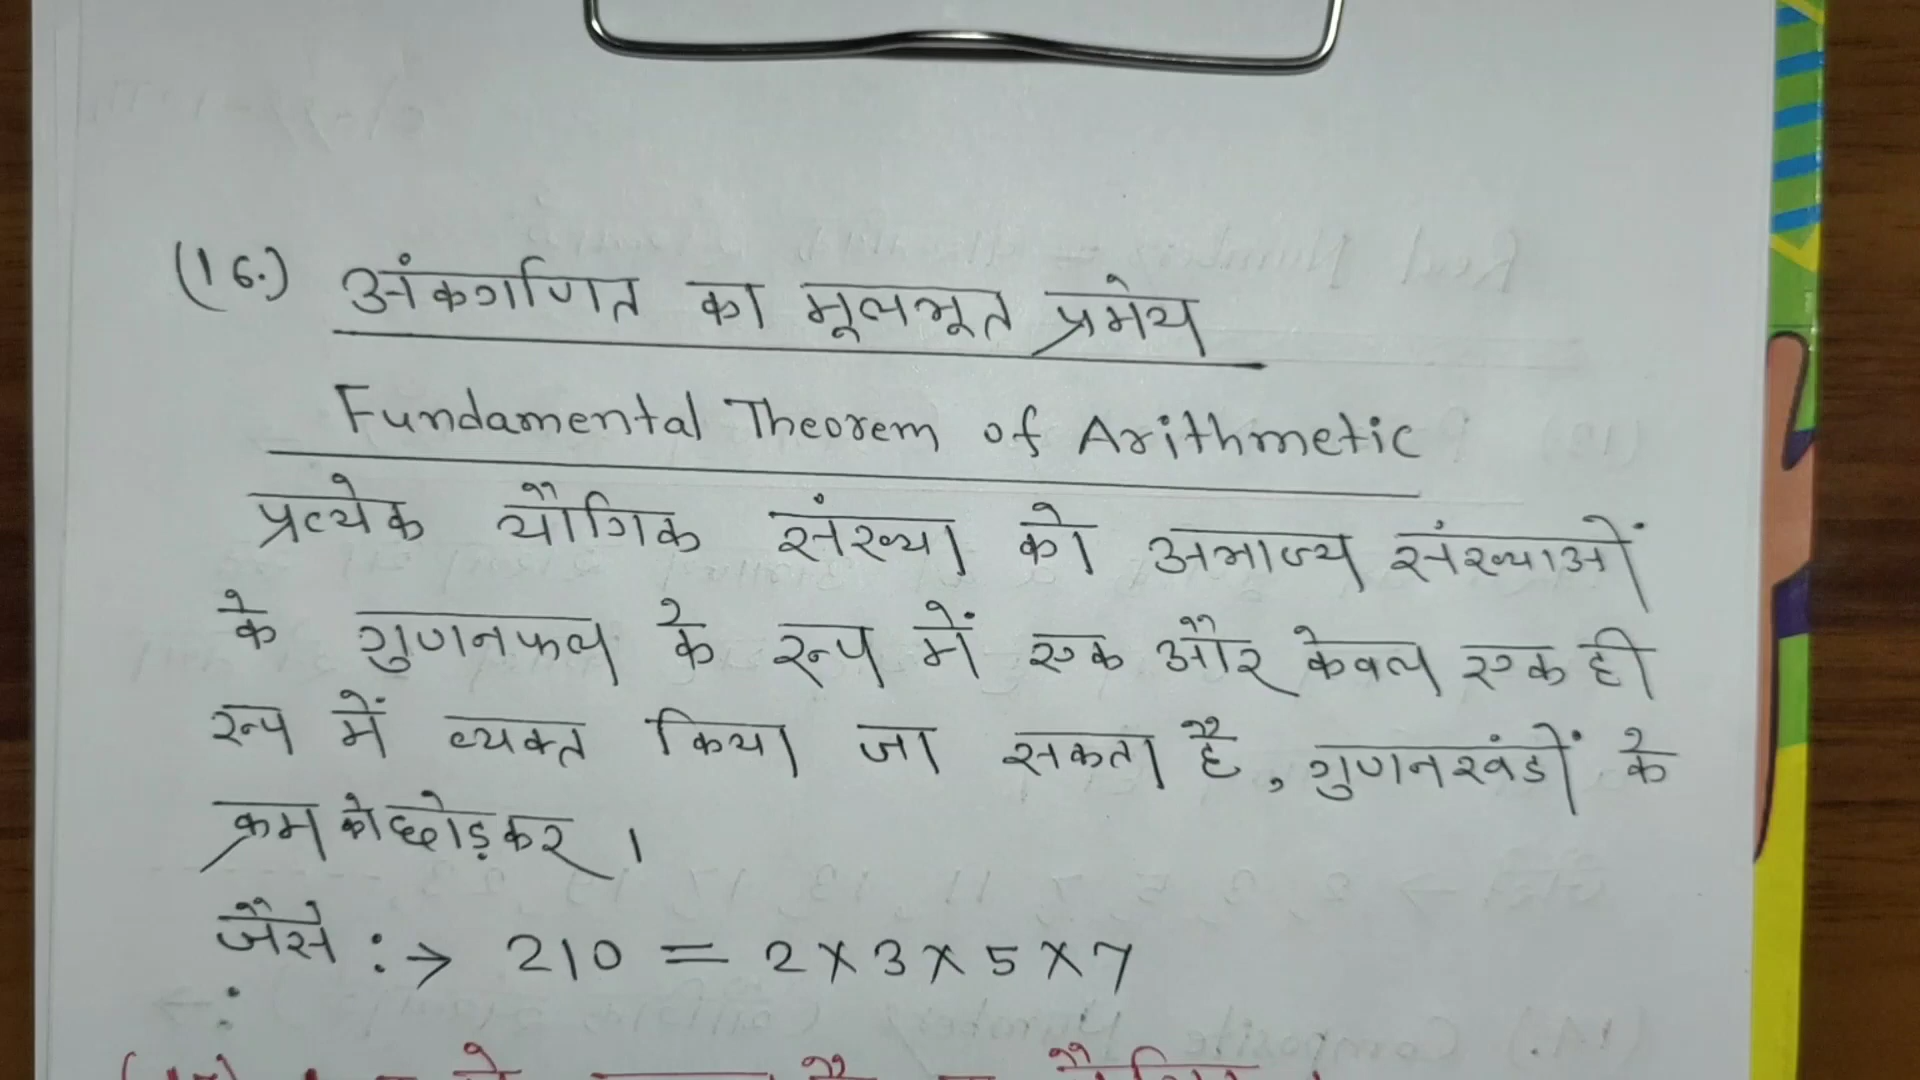 (16.) अंकगणित का मूलभूत प्रमेय
Fundamental Theorem of Arithmetic
प्रत्येक यौगिक संख्या को अभाज्य संख्याओं
के गुणनफल के रूप में एक और केवल एक ही
रूप में व्यक्त किया जा सकता है, गुणनखंडों के
क्रम को छोड़कर ।
जैसे :→ 210 = 2×3×5×7